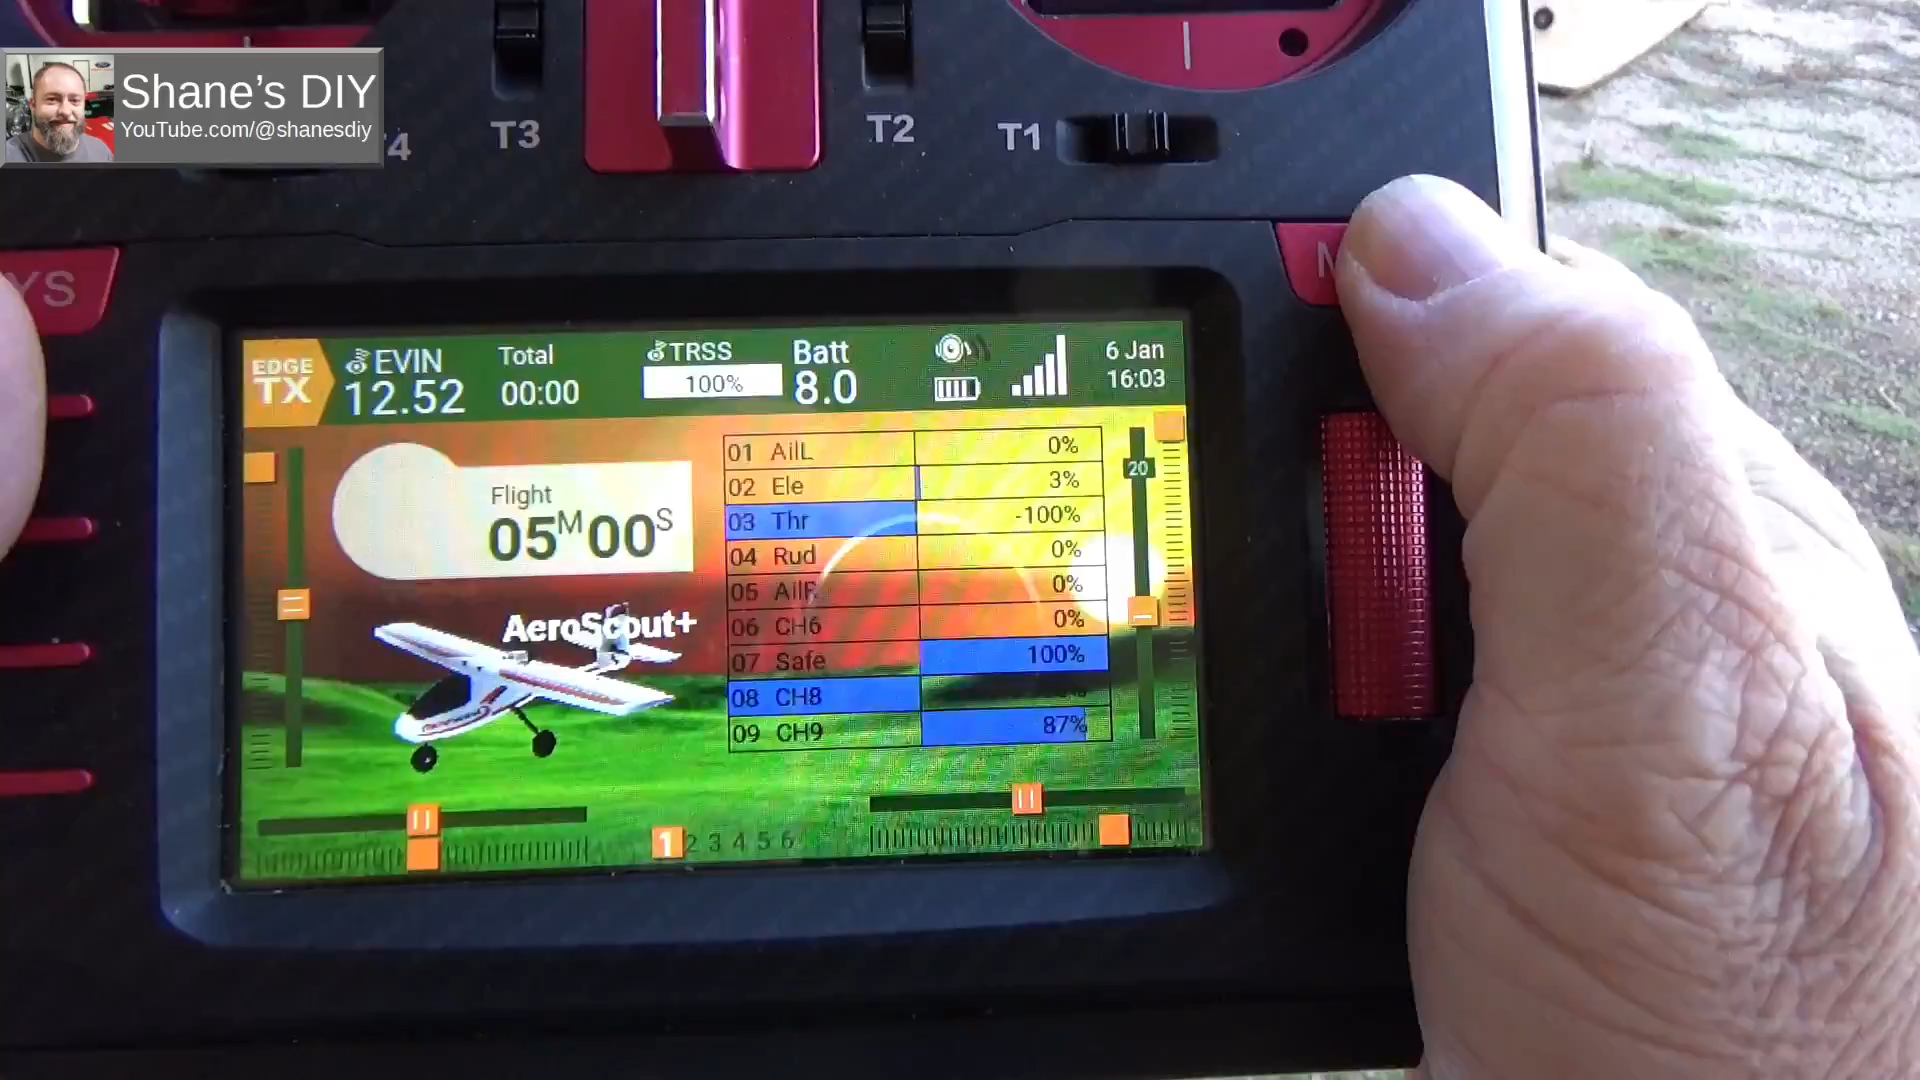 Shane's DIY
YouTube.com/@shanesdiy
T3
T2
T1
YS
M
EDGE
TX
EVIN
12.52
Total
00:00
TRSS
100%
Batt
8.0
6 Jan
16:03
Flight
05M00S
AeroScout+
01 AilL 0%
02 Ele 3%
03 Thr -100%
04 Rud 0%
05 AilR 0%
06 CH6 0%
07 Safe 100%
08 CH8
09 CH9 87%
20
1 2 3 4 5 6